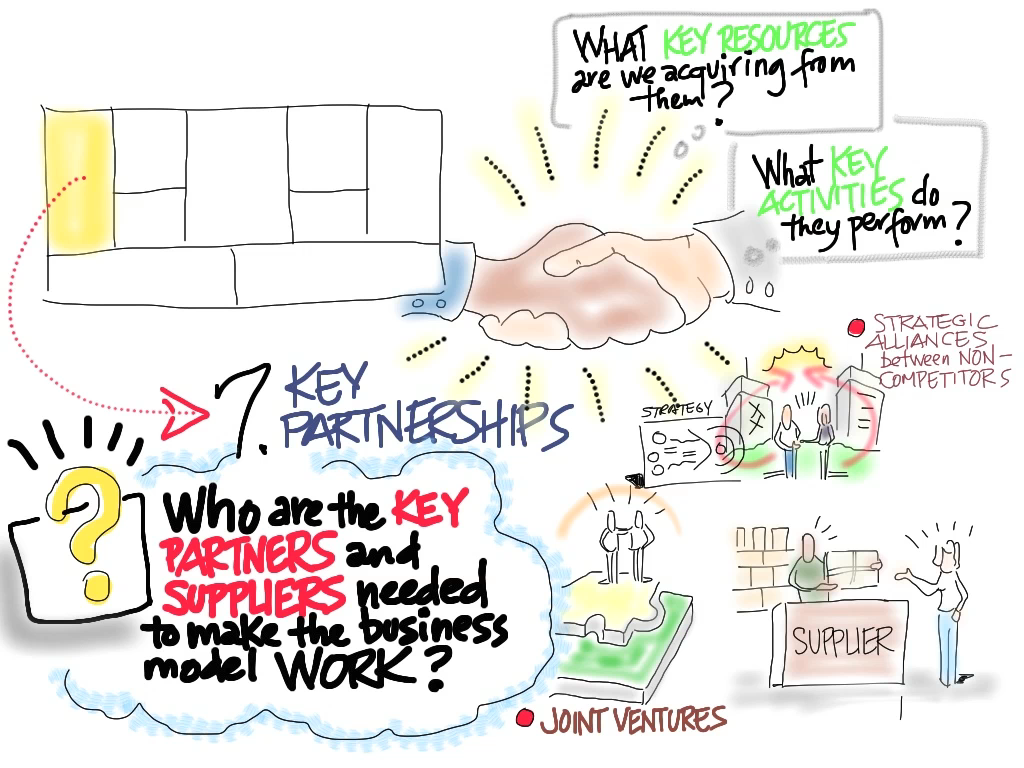 WHAT KEY RESOURCES
are we acquiring from
them?
What KEY
ACTIVITIES do
they perform?
STRATEGIC
ALLIANCES
between NON-
COMPETITORS
7. KEY
PARTNERSHIPS
STRATEGY
?
Who are the KEY
PARTNERS and
SUPPLIERS needed
to make the business
model WORK?
SUPPLIER
JOINT VENTURES